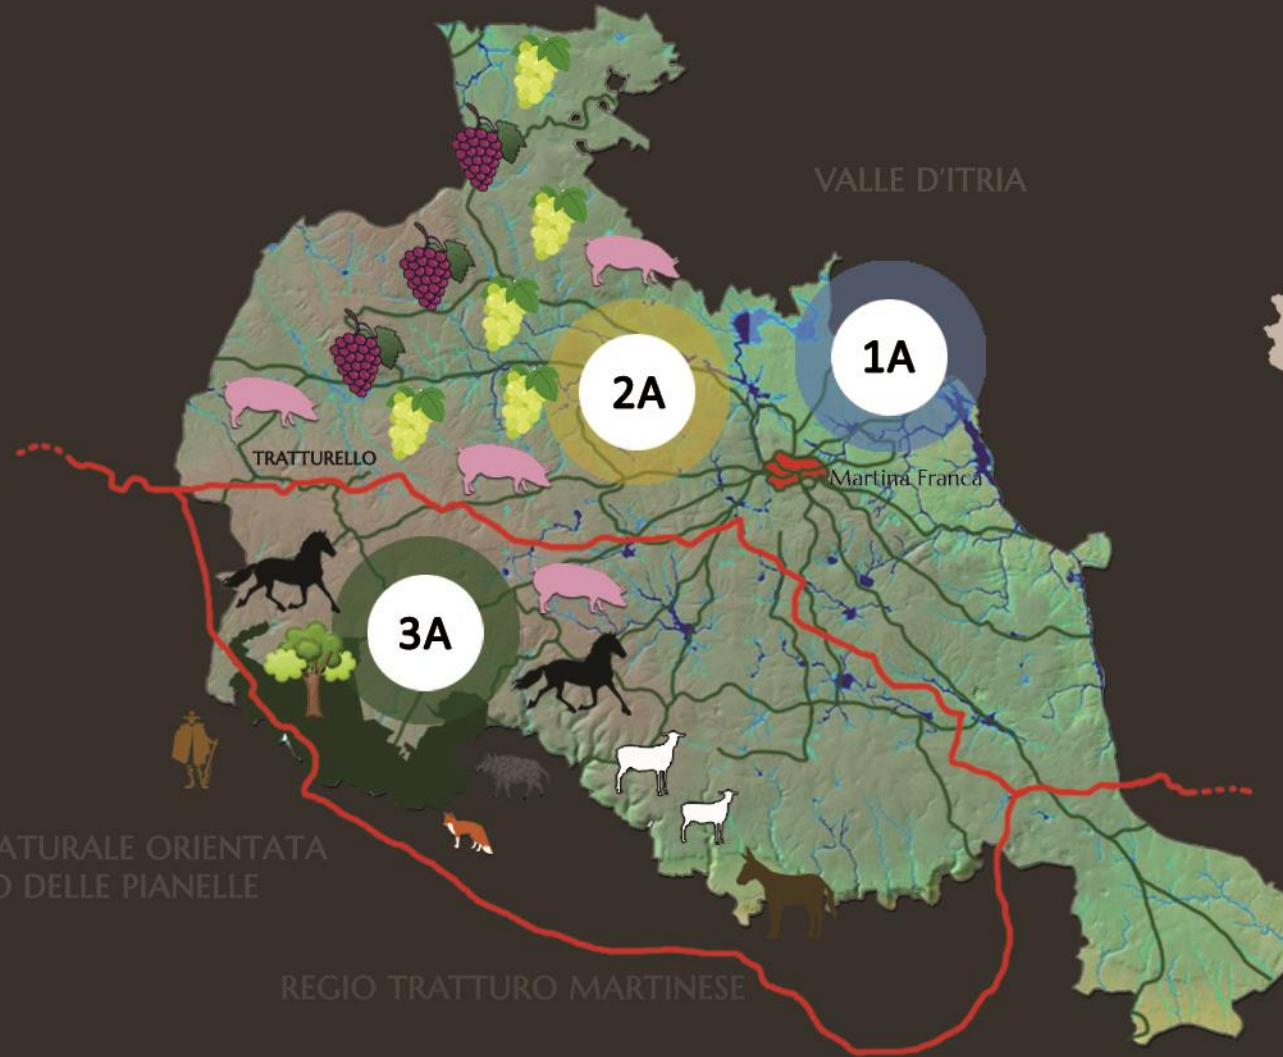 VALLE D'ITRIA
1A
2A
TRATTURELLO
Martina Franca
3A
ATURALE ORIENTATA
O DELLE PIANELLE
REGIO TRATTURO MARTINESE